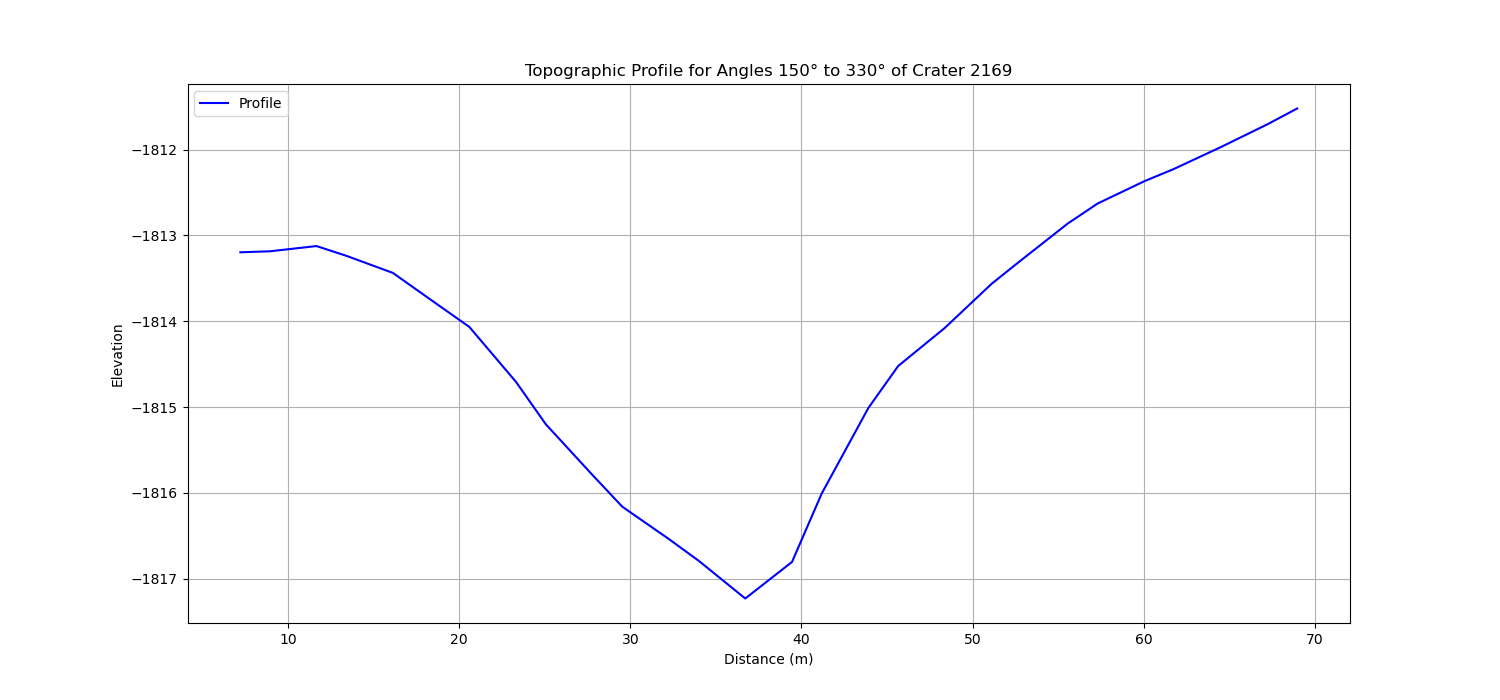 Topographic Profile for Angles 150° to 330° of Crater 2169
Profile
−1812
−1813
−1814
−1815
−1816
−1817
Elevation
10 20 30 40 50 60 70
Distance (m)